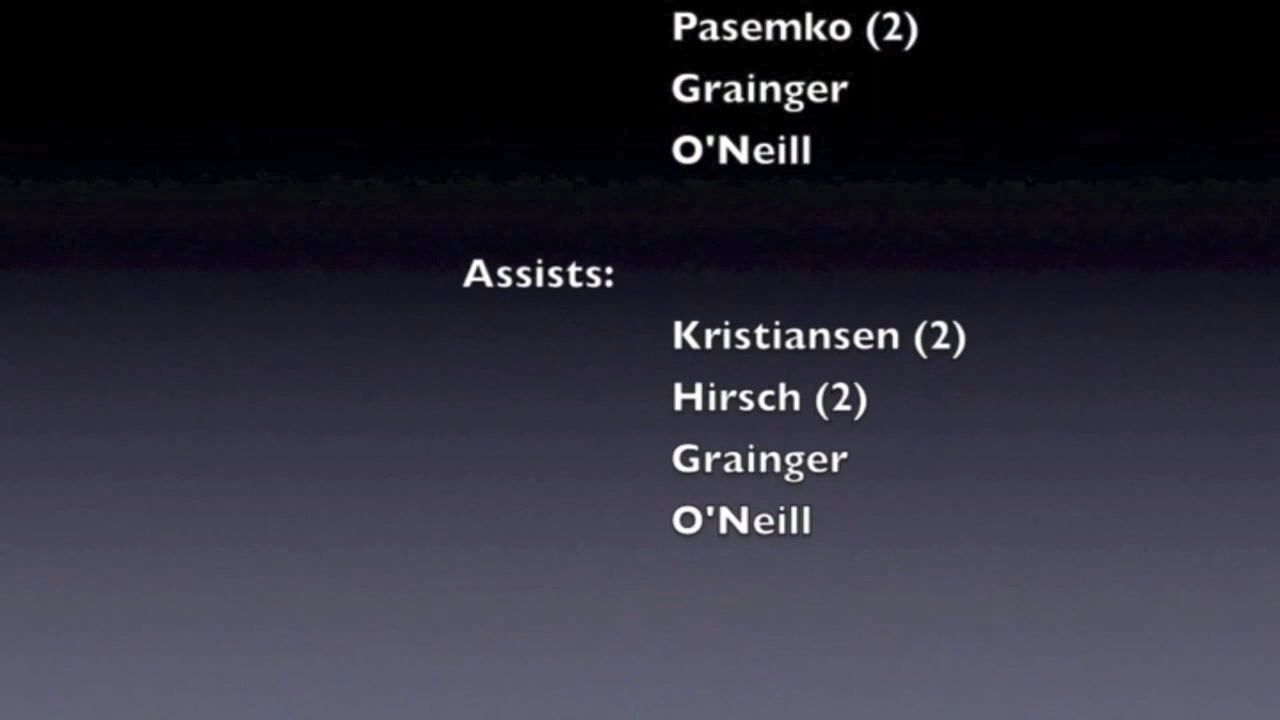 Pasemko (2)
Grainger
O'Neill
Assists:
Kristiansen (2)
Hirsch (2)
Grainger
O'Neill